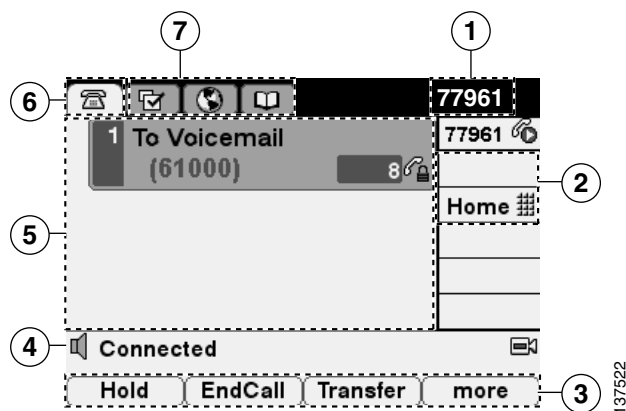 7
1
6
77961
1 To Voicemail
77961
(61000)
8
2
Home
5
4
Connected
Hold
EndCall
Transfer
more
3
137522